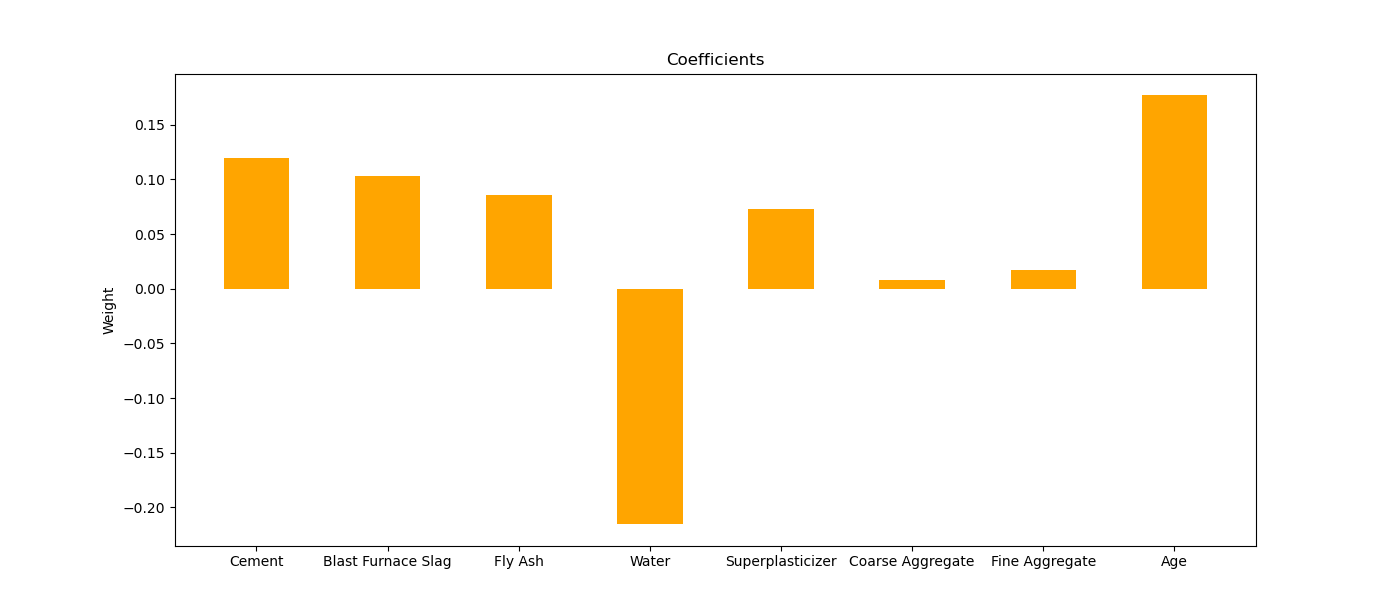 Coefficients
0.15
0.10
0.05
0.00
−0.05
−0.10
−0.15
−0.20
Weight
Cement Blast Furnace Slag Fly Ash Water Superplasticizer Coarse Aggregate Fine Aggregate Age